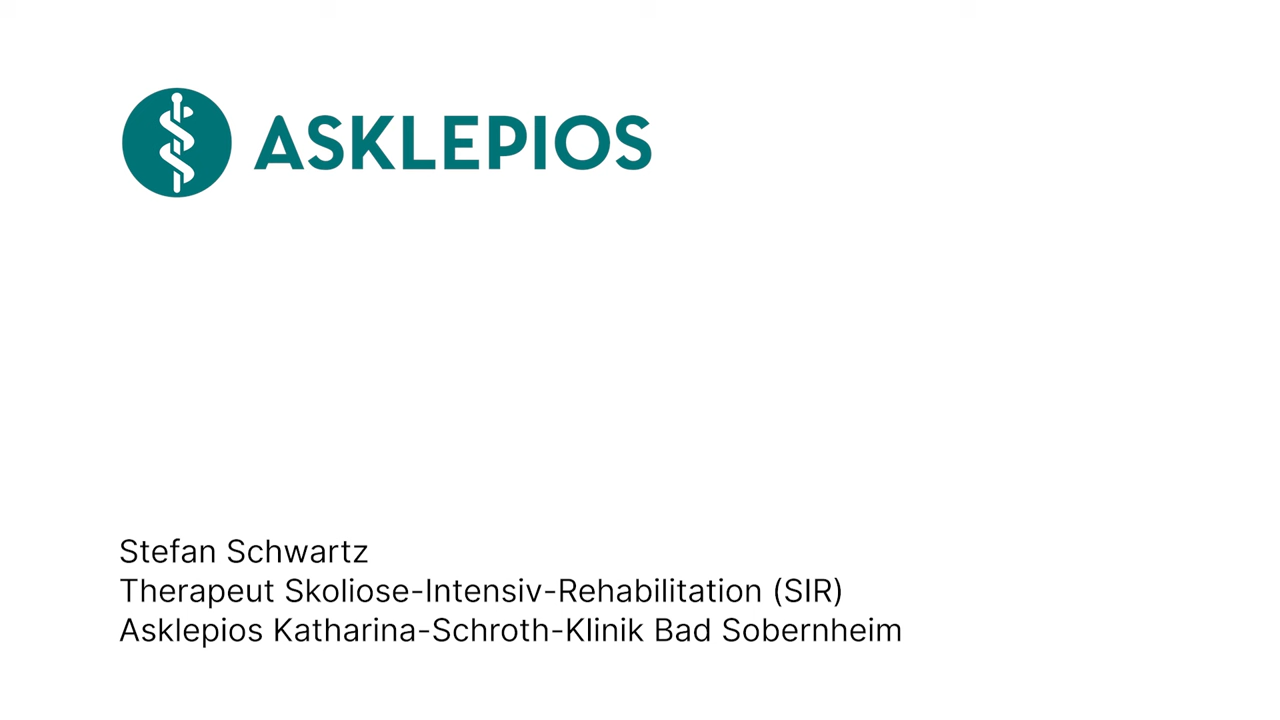 ASKLEPIOS
Stefan Schwartz
Therapeut Skoliose-Intensiv-Rehabilitation (SIR)
Asklepios Katharina-Schroth-Klinik Bad Sobernheim